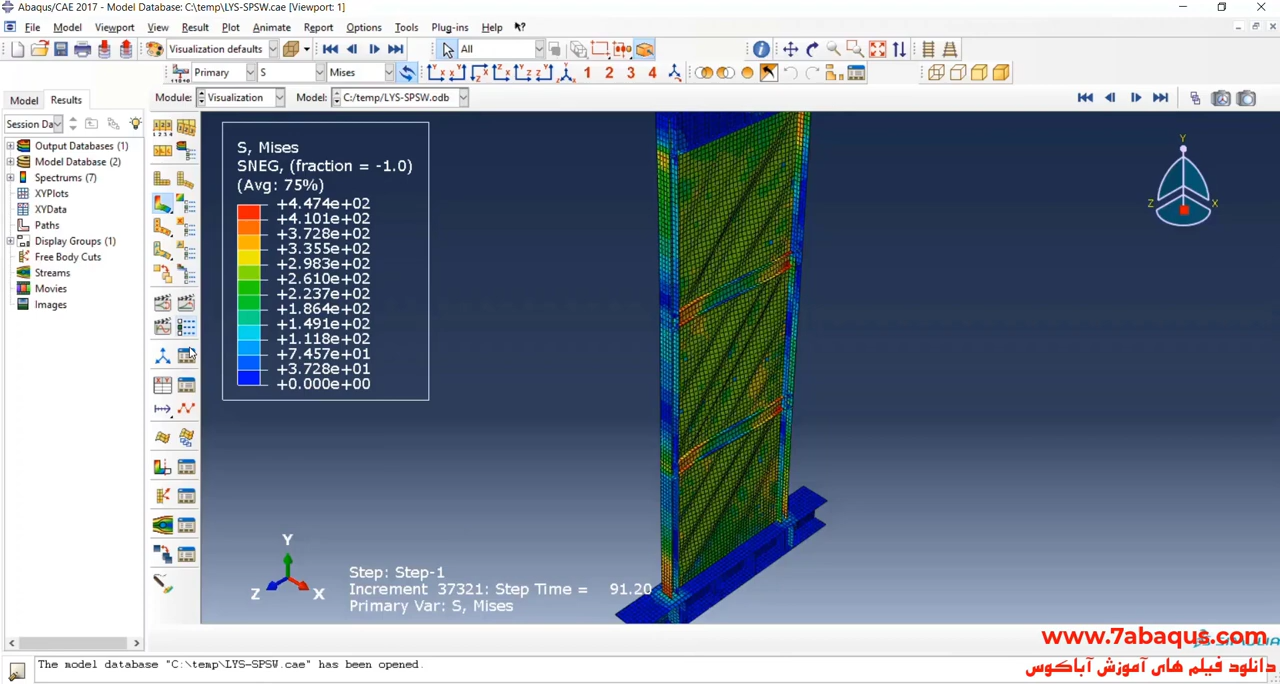 Abaqus/CAE 2017 - Model Database: C:\temp\LYS-SPSW.cae [Viewport: 1]
File Model Viewport View Result Plot Animate Report Options Tools Plug-ins Help
Visualization defaults
All
Primary S Mises
1 2 3 4
Model Results
Module: Visualization Model: C:/temp/LYS-SPSW.odb
Session Da
Output Databases (1)
Model Database (2)
Spectrums (7)
XYPlots
XYData
Paths
Display Groups (1)
Free Body Cuts
Streams
Movies
Images
S, Mises
SNEG, (fraction = -1.0)
(Avg: 75%)
+4.474e+02
+4.101e+02
+3.728e+02
+3.355e+02
+2.983e+02
+2.610e+02
+2.237e+02
+1.864e+02
+1.491e+02
+1.118e+02
+7.457e+01
+3.728e+01
+0.000e+00
Y
Z X
Y
Z X
Step: Step-1
Increment 37321: Step Time = 91.20
Primary Var: S, Mises
www.7abaqus.com
دانلود فیلم های آموزش آباکوس
The model database "C:\temp\LYS-SPSW.cae" has been opened.